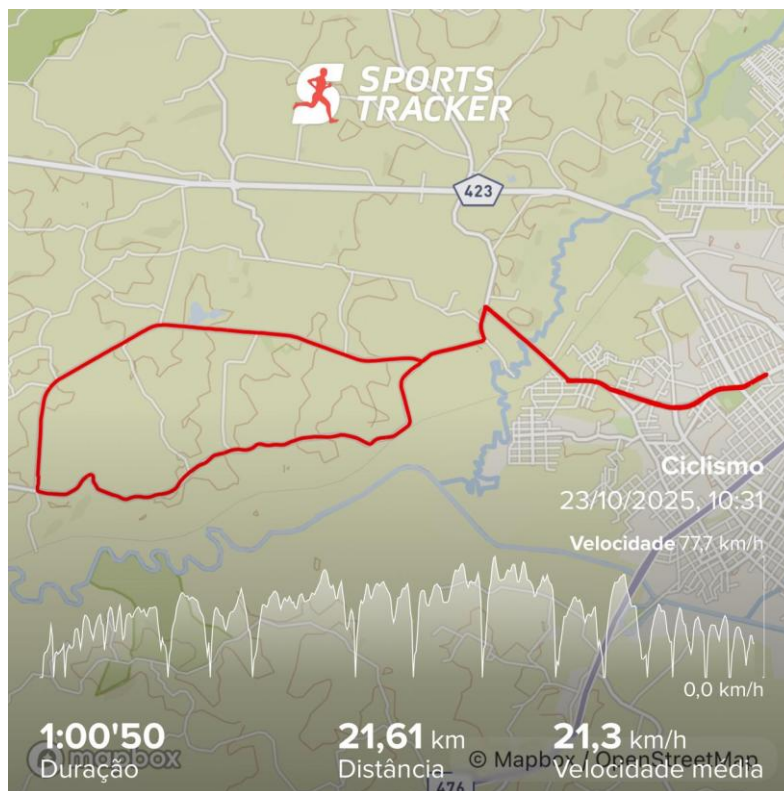 SPORTS
TRACKER
423
Ciclismo
23/10/2025, 10:31
Velocidade 77,7 km/h
0,0 km/h
1:00'50
Duração
21,61 km
Distância
21,3 km/h
Velocidade média
mapbox
© Mapbox / OpenStreetMap
476